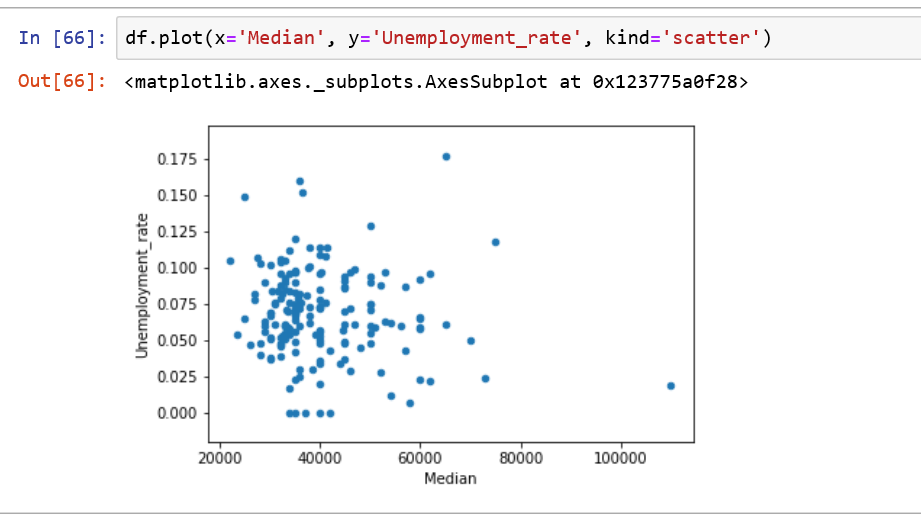 In [66]: df.plot(x='Median', y='Unemployment_rate', kind='scatter')
Out[66]: <matplotlib.axes._subplots.AxesSubplot at 0x123775a0f28>
0.175
0.150
0.125
0.100
0.075
0.050
0.025
0.000
Unemployment_rate
20000 40000 60000 80000 100000
Median